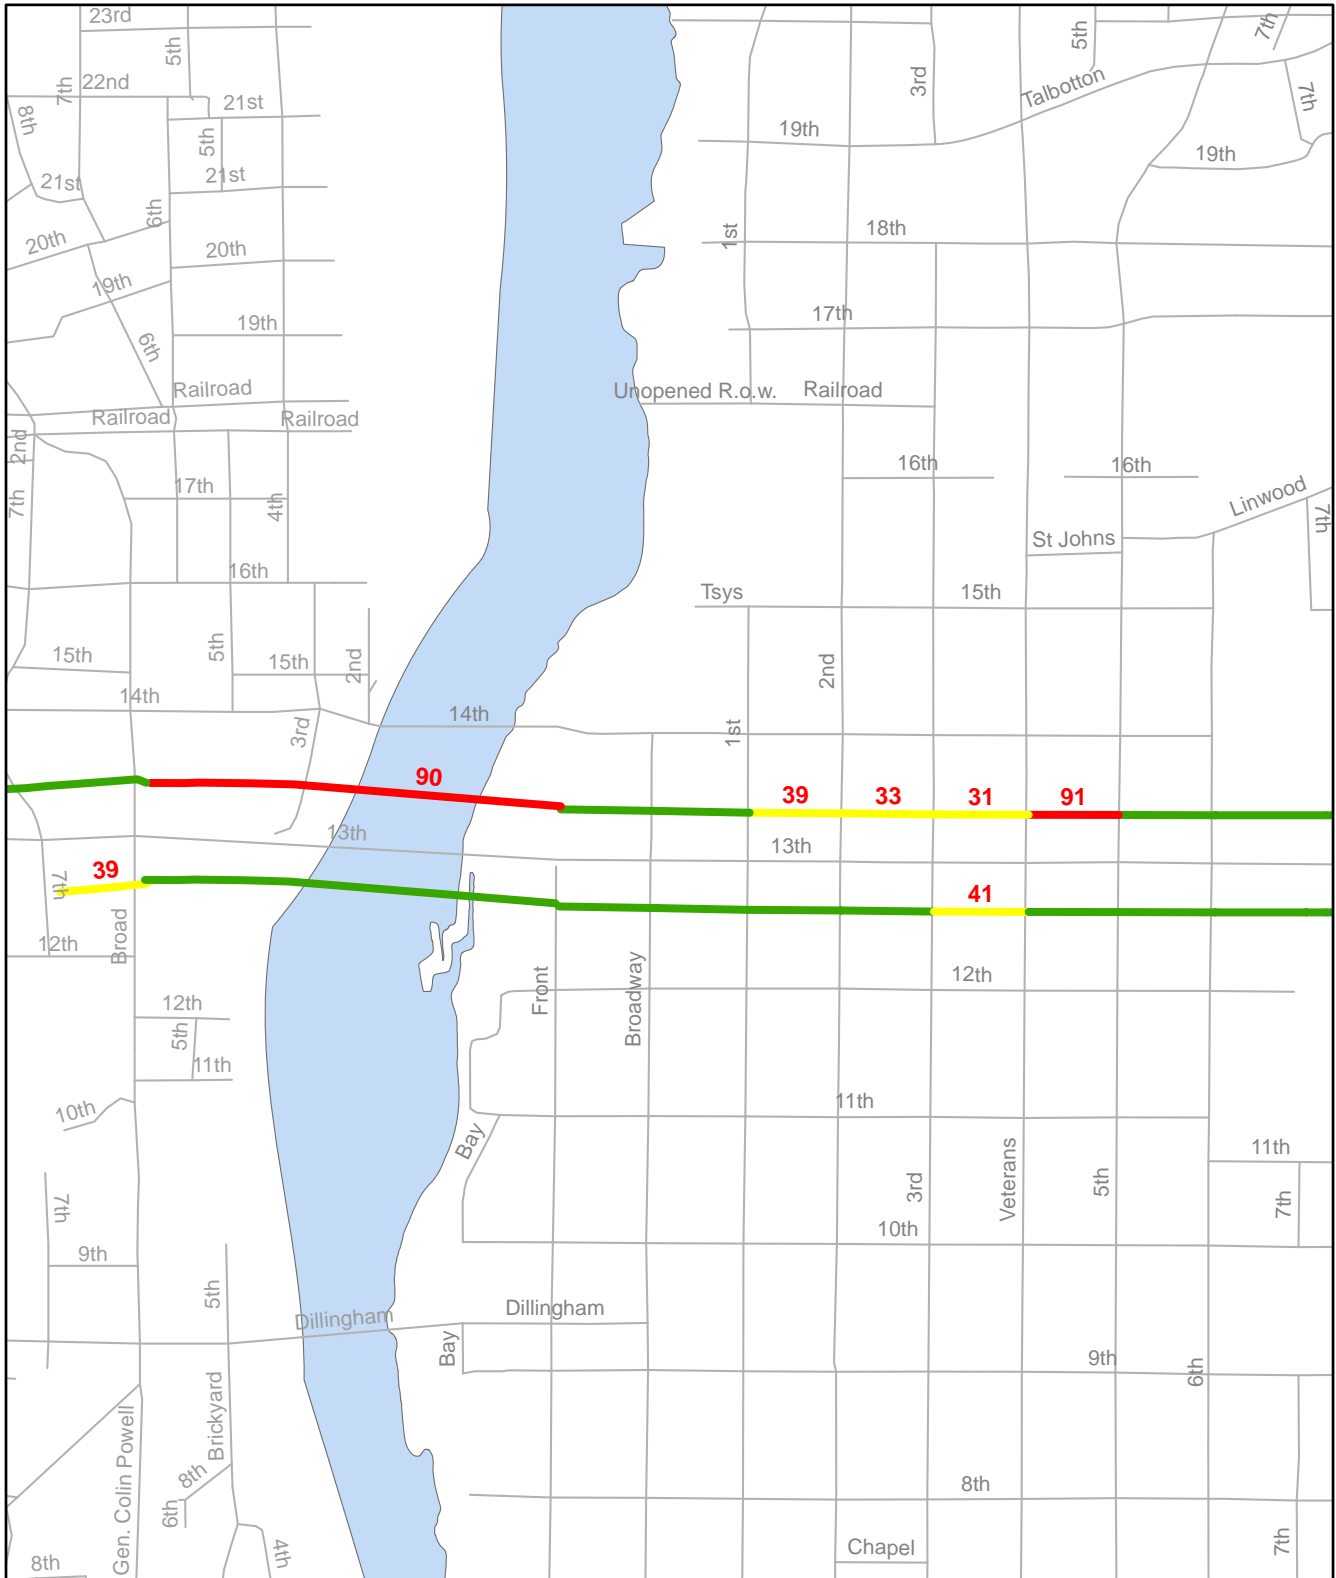 23rd
5th
7th
3rd
5th
7th
22nd
Talbotton
7th
8th
21st
5th
19th
19th
21st
21st
6th
1st
18th
20th
20th
19th
19th
17th
6th
Railroad
Unopened R.o.w.
Railroad
Railroad
Railroad
2nd
16th
16th
17th
4th
7th
Linwood
7th
St Johns
16th
Tsys
15th
5th
15th
15th
2nd
2nd
14th
14th
3rd
1st
90
39
33
31
91
13th
13th
39
7th
41
Broad
12th
Front
Broadway
12th
12th
5th
11th
10th
11th
Bay
11th
7th
3rd
Veterans
5th
7th
10th
9th
5th
Dillingham
Dillingham
Bay
9th
6th
Gen. Colin Powell
Brickyard
8th
6th
8th
4th
8th
Chapel
7th